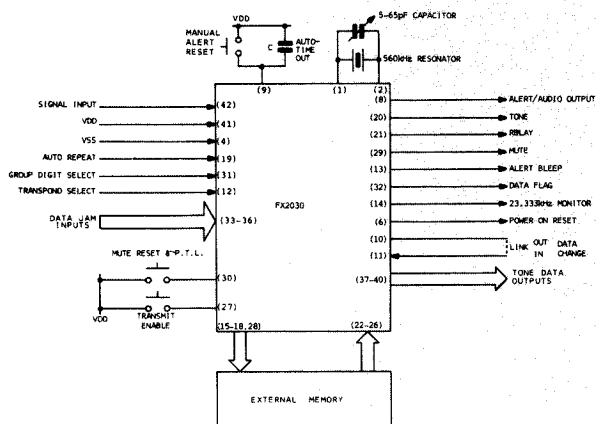 VDD
MANUAL
ALERT
RESET
C
AUTO-
TIME
OUT
5-65pF CAPACITOR
560kHz RESONATOR
(9)
(1)
(2)
SIGNAL INPUT
(42)
(8)
ALERT/AUDIO OUTPUT
VDD
(41)
(20)
TONE
VSS
(4)
(21)
RELAY
AUTO REPEAT
(19)
(29)
MUTE
GROUP DIGIT SELECT
(31)
(13)
ALERT BLEEP
TRANSPOND SELECT
(12)
FX2030
(32)
DATA FLAG
(14)
23.333kHz MONITOR
DATA JAM
INPUTS
(33-36)
(6)
POWER ON RESET
(10)
(11)
LINK OUT DATA
IN CHANGE
MUTE RESET & P.T.L.
(30)
(37-40)
TONE DATA
OUTPUTS
(27)
VDD
TRANSMIT
ENABLE
(15-18,28)
(22-26)
EXTERNAL MEMORY